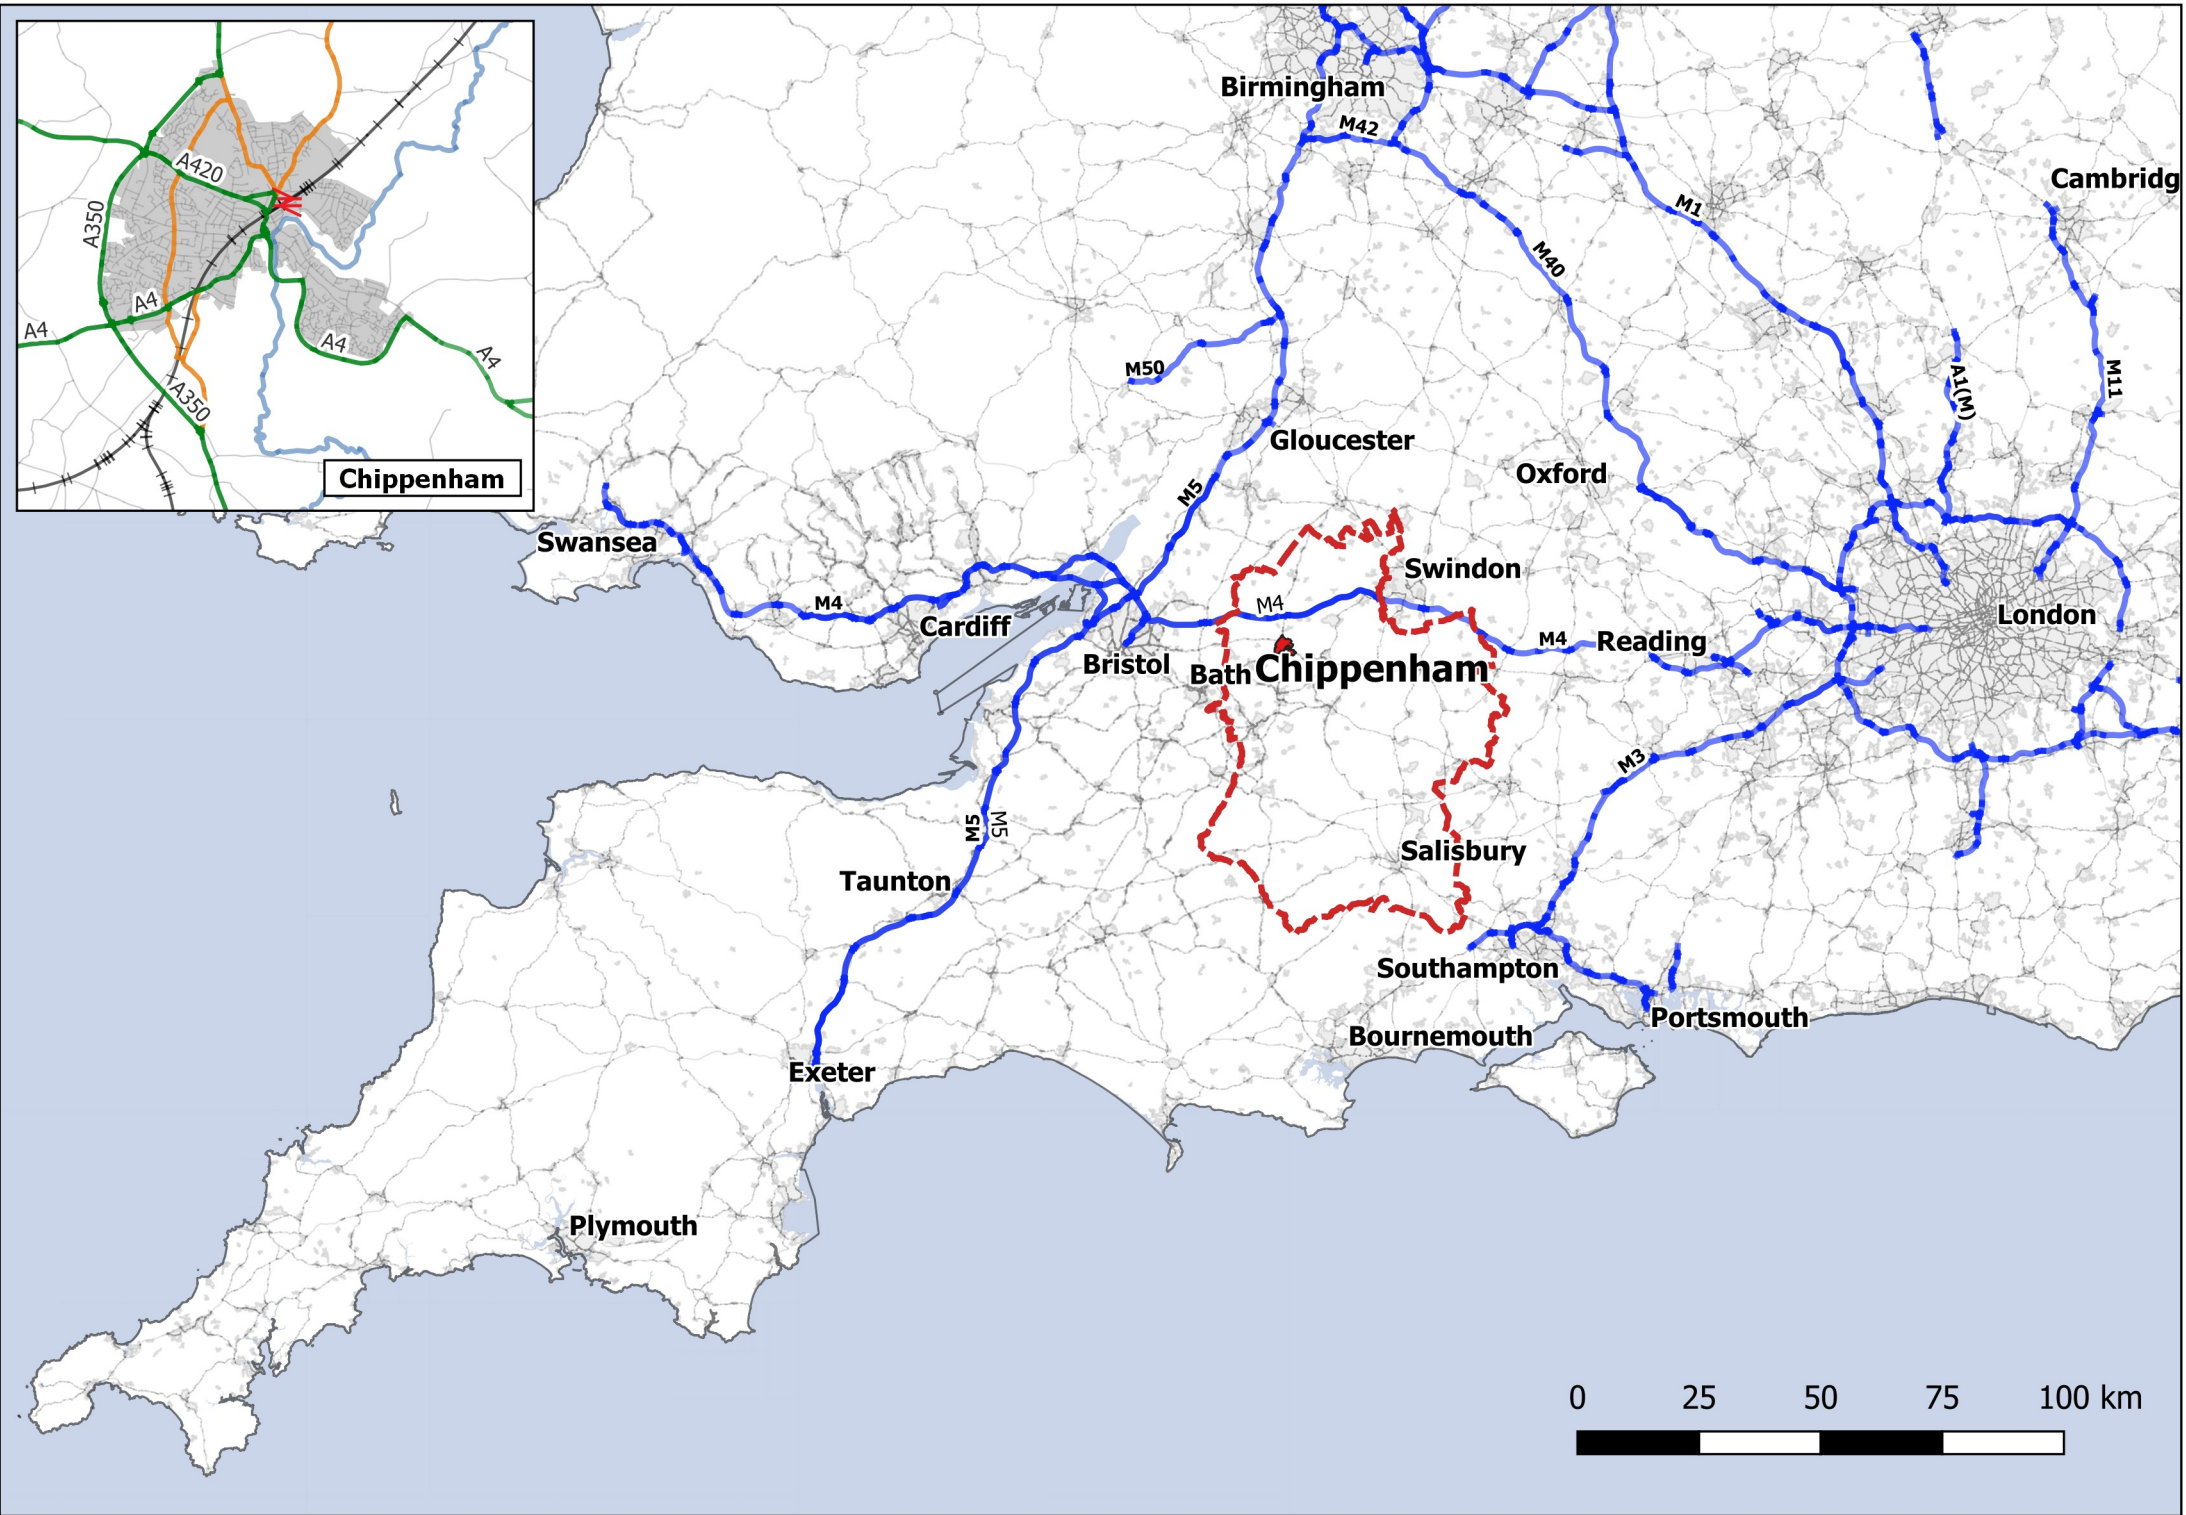 A420
A350
A4
A4
A4
A4
A350
Chippenham
Birmingham
M42
Cambridg
M1
M40
M50
A1(M)
M11
Gloucester
Oxford
M5
Swansea
Swindon
M4
M4
Cardiff
London
Bristol
M4
Reading
Bath
Chippenham
M3
M5
M5
Taunton
Salisbury
Southampton
Portsmouth
Bournemouth
Exeter
Plymouth
0 25 50 75 100 km